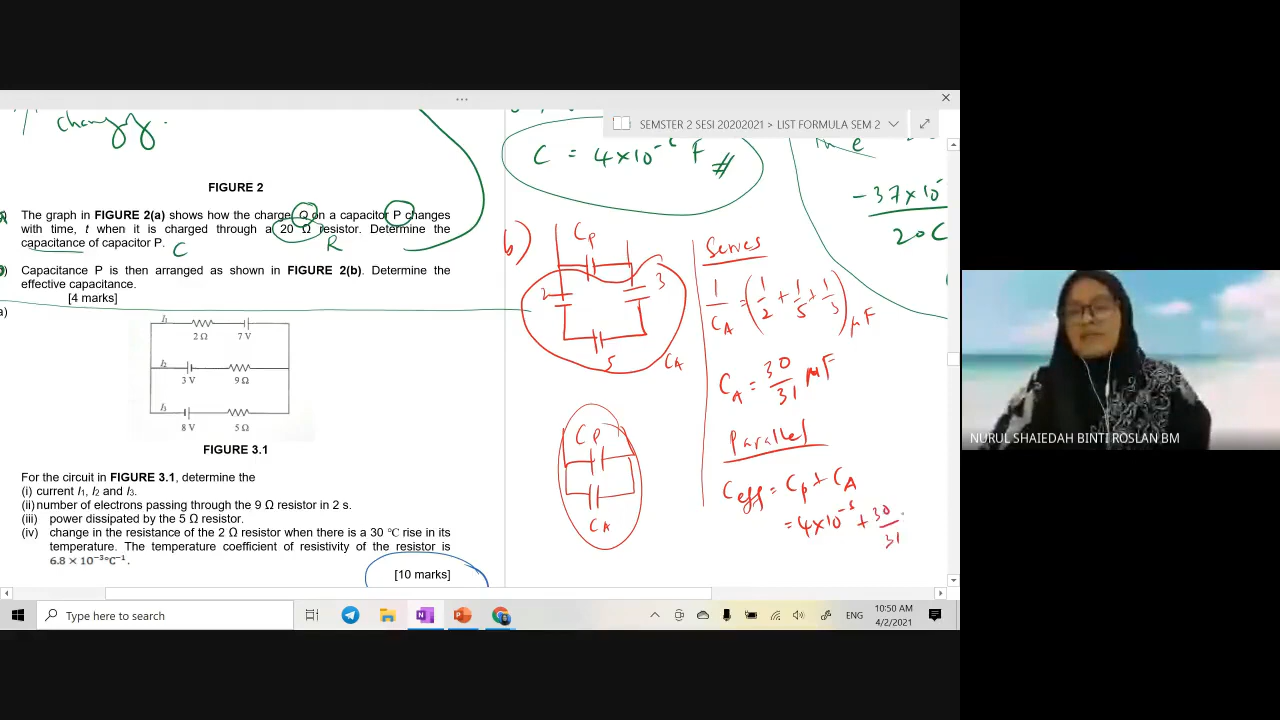 SEMSTER 2 SESI 20202021 > LIST FORMULA SEM 2
C = 4×10⁻⁶ F
-37×10⁻
20C
FIGURE 2
The graph in FIGURE 2(a) shows how the charge Q on a capacitor P changes
with time, t when it is charged through a 20 Ω resistor. Determine the
capacitance of capacitor P.
C
R
Capacitance P is then arranged as shown in FIGURE 2(b). Determine the
effective capacitance.
[4 marks]
I₁
2 Ω
7 V
I₂
3 V
9Ω
I₃
8 V
5Ω
FIGURE 3.1
For the circuit in FIGURE 3.1, determine the
(i) current I₁, I₂ and I₃.
(ii) number of electrons passing through the 9 Ω resistor in 2 s.
(iii) power dissipated by the 5 Ω resistor.
(iv) change in the resistance of the 2 Ω resistor when there is a 30 °C rise in its
temperature. The temperature coefficient of resistivity of the resistor is
6.8 × 10⁻³°C⁻¹.
[10 marks]
b)
Cp
2
3
5
CA
Cp
CA
Series
1/CA = (1/2 + 1/5 + 1/3) μF
CA = 30/31 μF
Parallel
Ceff = Cp + CA
= 4×10⁻⁶ + 30/31
NURUL SHAIEDAH BINTI ROSLAN BM
Type here to search
ENG
10:50 AM
4/2/2021